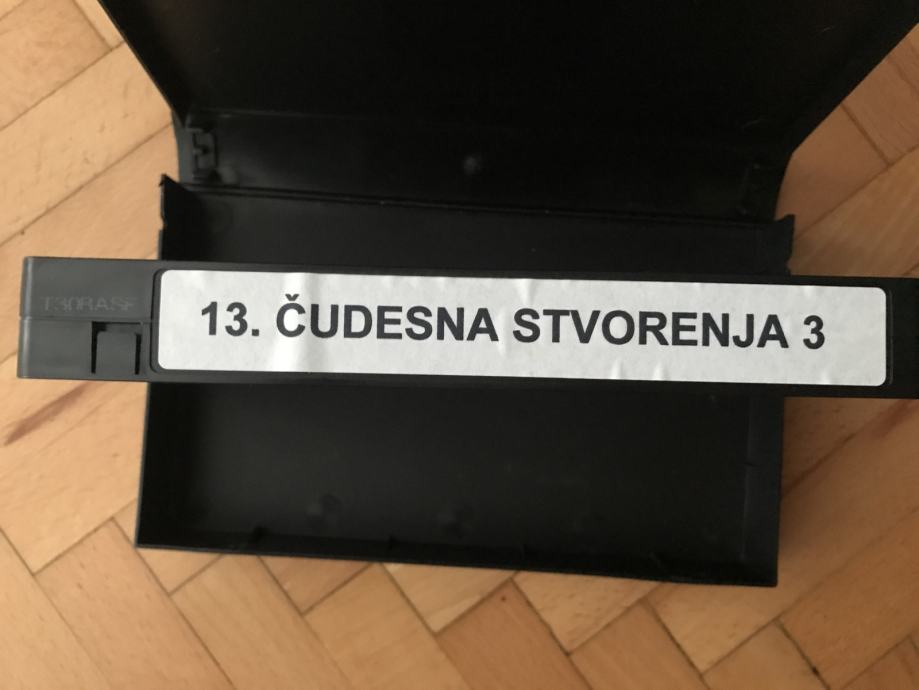 13. ČUDESNA STVORENJA 3